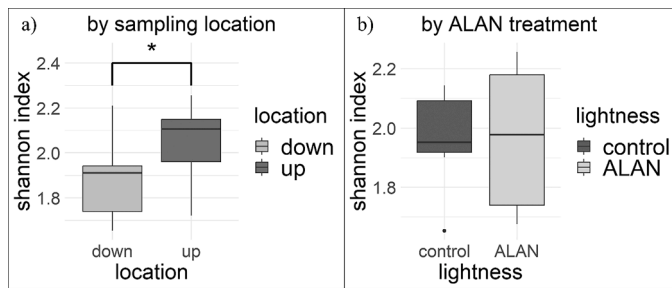 a) by sampling location
*
shannon index
2.4
2.2
2.0
1.8
down up
location
location
down
up
b) by ALAN treatment
shannon index
2.2
2.0
1.8
control ALAN
lightness
lightness
control
ALAN